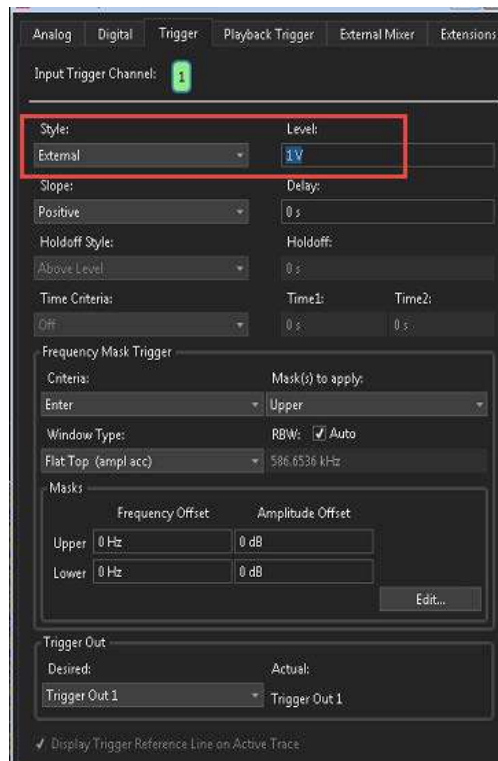 Analog Digital Trigger Playback Trigger External Mixer Extensions
Input Trigger Channel: 1
Style: Level:
External 1 V
Slope: Delay:
Positive 0 s
Holdoff Style: Holdoff:
Above Level 0 s
Time Criteria: Time1: Time2:
Off 0 s 0 s
Frequency Mask Trigger
Criteria: Mask(s) to apply:
Enter Upper
Window Type: RBW: Auto
Flat Top (ampl acc) 586.6536 kHz
Masks
Frequency Offset Amplitude Offset
Upper 0 Hz 0 dB
Lower 0 Hz 0 dB
Edit...
Trigger Out
Desired: Actual:
Trigger Out 1 Trigger Out 1
Display Trigger Reference Line on Active Trace